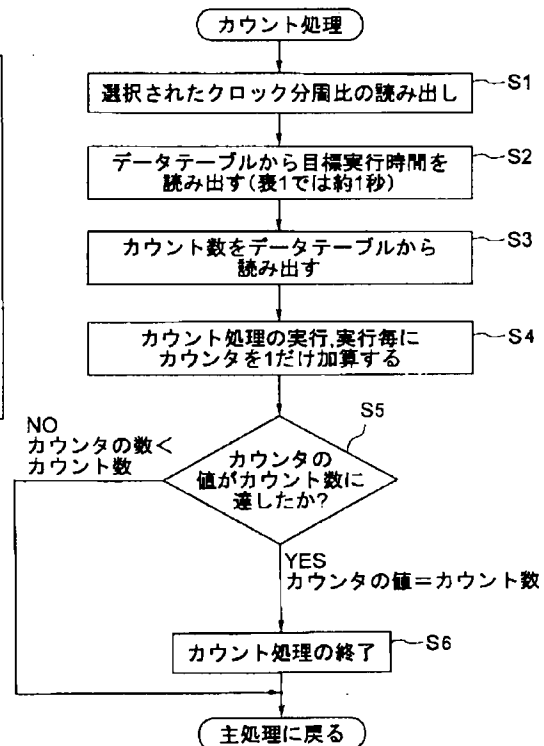 カウント処理
選択されたクロック分周比の読み出し
S1
データテーブルから目標実行時間を
読み出す(表1では約1秒)
S2
カウント数をデータテーブルから
読み出す
S3
カウント処理の実行,実行毎に
カウンタを1だけ加算する
S4
S5
カウンタの
値がカウント数に
達したか?
NO
カウンタの数<
カウント数
YES
カウンタの値=カウント数
カウント処理の終了
S6
主処理に戻る